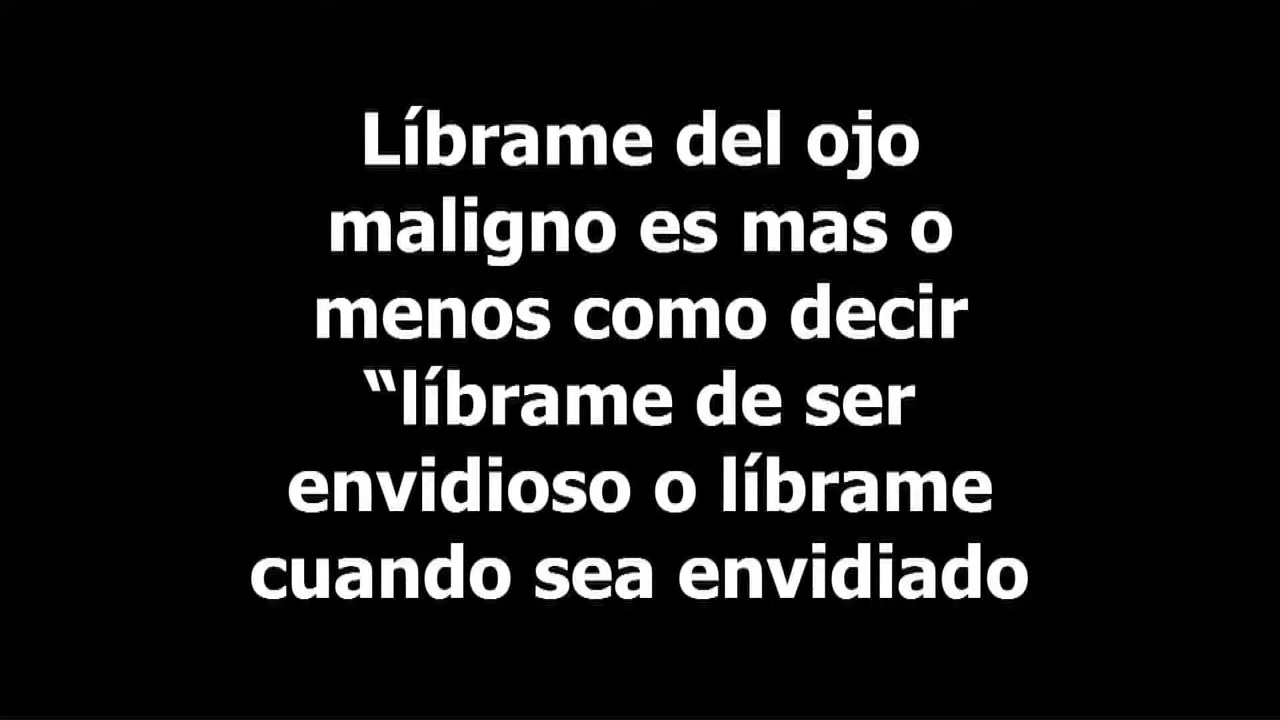 Líbrame del ojo
maligno es mas o
menos como decir
“líbrame de ser
envidioso o líbrame
cuando sea envidiado